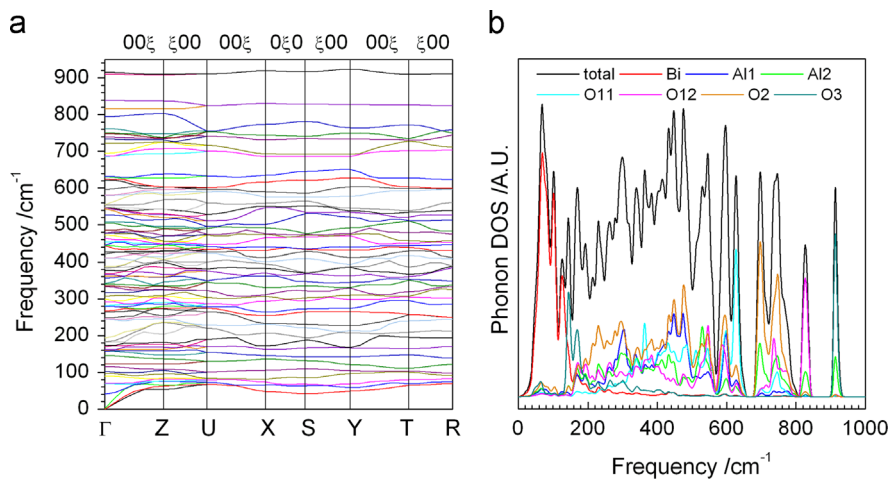 a
00ξ ξ00 00ξ 0ξ0 ξ00 00ξ ξ00
900
800
700
600
500
400
300
200
100
0
Frequency /cm⁻¹
Γ Z U X S Y T R
b
total Bi Al1 Al2
O11 O12 O2 O3
Phonon DOS /A.U.
0 200 400 600 800 1000
Frequency /cm⁻¹